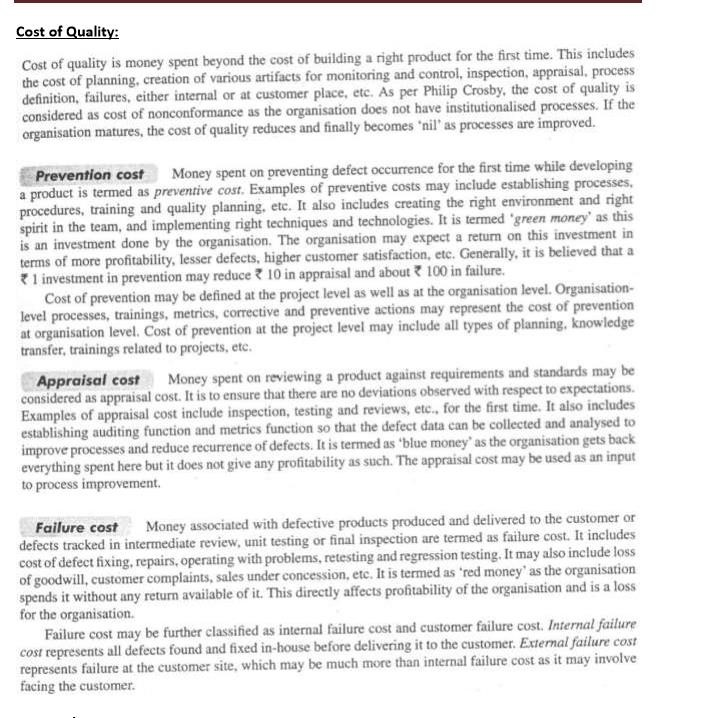 Cost of Quality:
Cost of quality is money spent beyond the cost of building a right product for the first time. This includes
the cost of planning, creation of various artifacts for monitoring and control, inspection, appraisal, process
definition, failures, either internal or at customer place, etc. As per Philip Crosby, the cost of quality is
considered as cost of nonconformance as the organisation does not have institutionalised processes. If the
organisation matures, the cost of quality reduces and finally becomes 'nil' as processes are improved.
Prevention cost Money spent on preventing defect occurrence for the first time while developing
a product is termed as preventive cost. Examples of preventive costs may include establishing processes,
procedures, training and quality planning, etc. It also includes creating the right environment and right
spirit in the team, and implementing right techniques and technologies. It is termed 'green money' as this
is an investment done by the organisation. The organisation may expect a return on this investment in
terms of more profitability, lesser defects, higher customer satisfaction, etc. Generally, it is believed that a
₹ 1 investment in prevention may reduce ₹ 10 in appraisal and about ₹ 100 in failure.
Cost of prevention may be defined at the project level as well as at the organisation level. Organisation-
level processes, trainings, metrics, corrective and preventive actions may represent the cost of prevention
at organisation level. Cost of prevention at the project level may include all types of planning, knowledge
transfer, trainings related to projects, etc.
Appraisal cost Money spent on reviewing a product against requirements and standards may be
considered as appraisal cost. It is to ensure that there are no deviations observed with respect to expectations.
Examples of appraisal cost include inspection, testing and reviews, etc., for the first time. It also includes
establishing auditing function and metrics function so that the defect data can be collected and analysed to
improve processes and reduce recurrence of defects. It is termed as 'blue money' as the organisation gets back
everything spent here but it does not give any profitability as such. The appraisal cost may be used as an input
to process improvement.
Failure cost Money associated with defective products produced and delivered to the customer or
defects tracked in intermediate review, unit testing or final inspection are termed as failure cost. It includes
cost of defect fixing, repairs, operating with problems, retesting and regression testing. It may also include loss
of goodwill, customer complaints, sales under concession, etc. It is termed as 'red money' as the organisation
spends it without any return available of it. This directly affects profitability of the organisation and is a loss
for the organisation.
Failure cost may be further classified as internal failure cost and customer failure cost. Internal failure
cost represents all defects found and fixed in-house before delivering it to the customer. External failure cost
represents failure at the customer site, which may be much more than internal failure cost as it may involve
facing the customer.